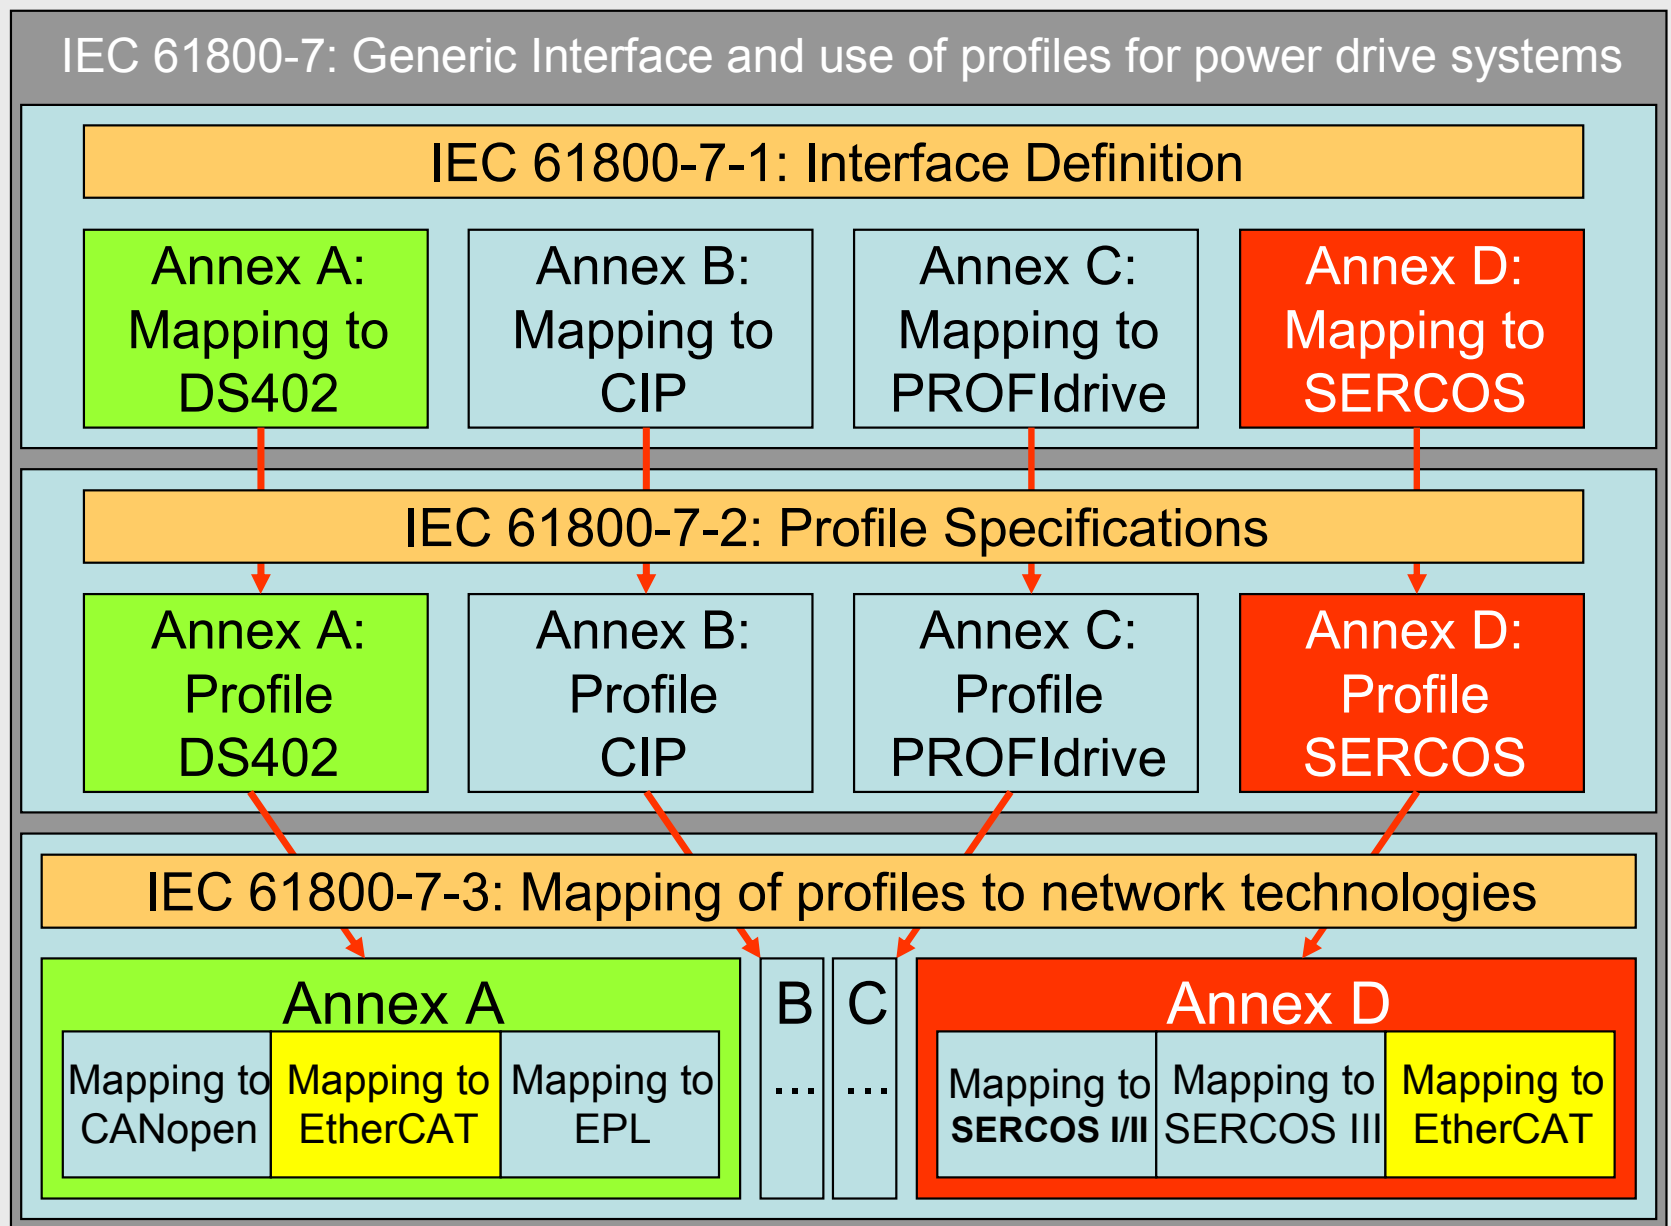 IEC 61800-7: Generic Interface and use of profiles for power drive systems
IEC 61800-7-1: Interface Definition
Annex A:
Mapping to
DS402
Annex B:
Mapping to
CIP
Annex C:
Mapping to
PROFIdrive
Annex D:
Mapping to
SERCOS
IEC 61800-7-2: Profile Specifications
Annex A:
Profile
DS402
Annex B:
Profile
CIP
Annex C:
Profile
PROFIdrive
Annex D:
Profile
SERCOS
IEC 61800-7-3: Mapping of profiles to network technologies
Annex A
Mapping to
CANopen
Mapping to
EtherCAT
Mapping to
EPL
B
...
C
...
Annex D
Mapping to
SERCOS I/II
Mapping to
SERCOS III
Mapping to
EtherCAT